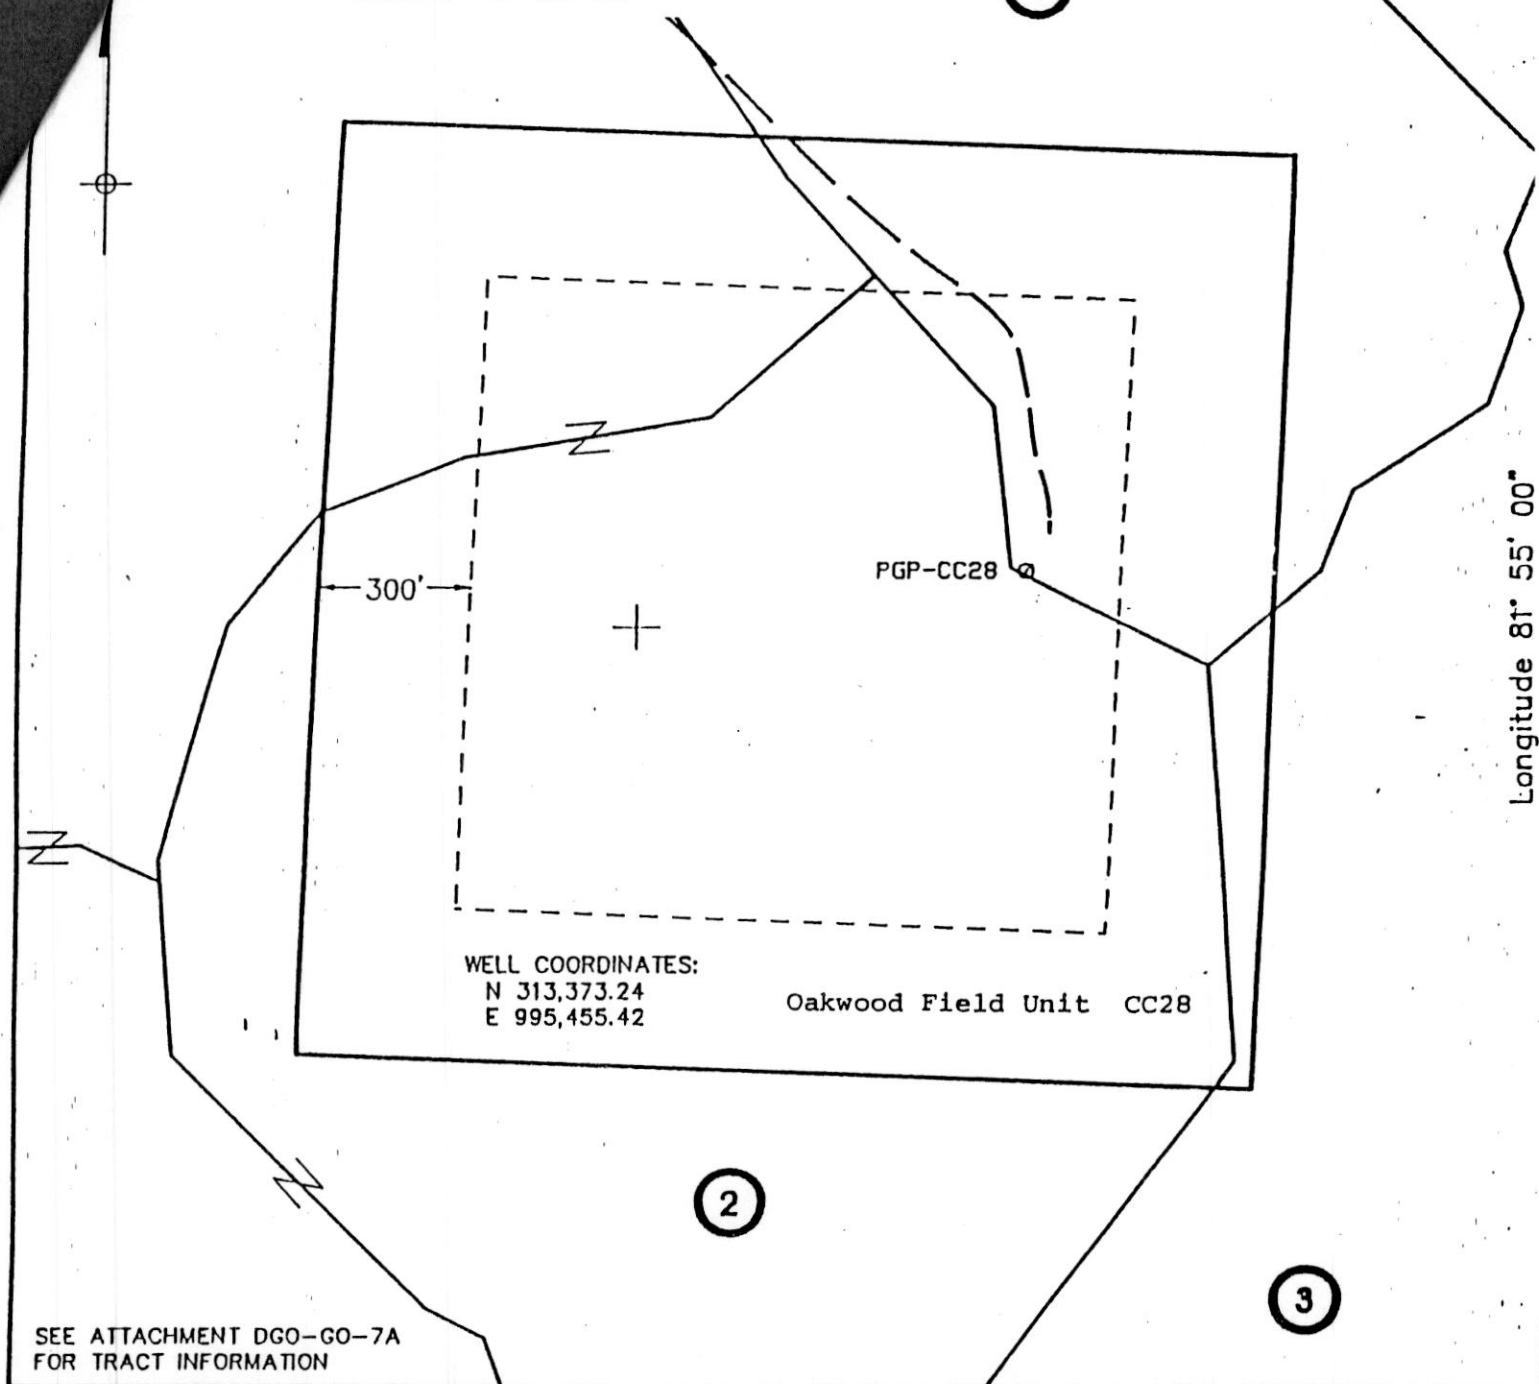 Longitude 81° 55' 00"
PGP-CC28
300'
WELL COORDINATES:
N 313,373.24
E 995,455.42
Oakwood Field Unit CC28
2
3
SEE ATTACHMENT DGO-GO-7A
FOR TRACT INFORMATION